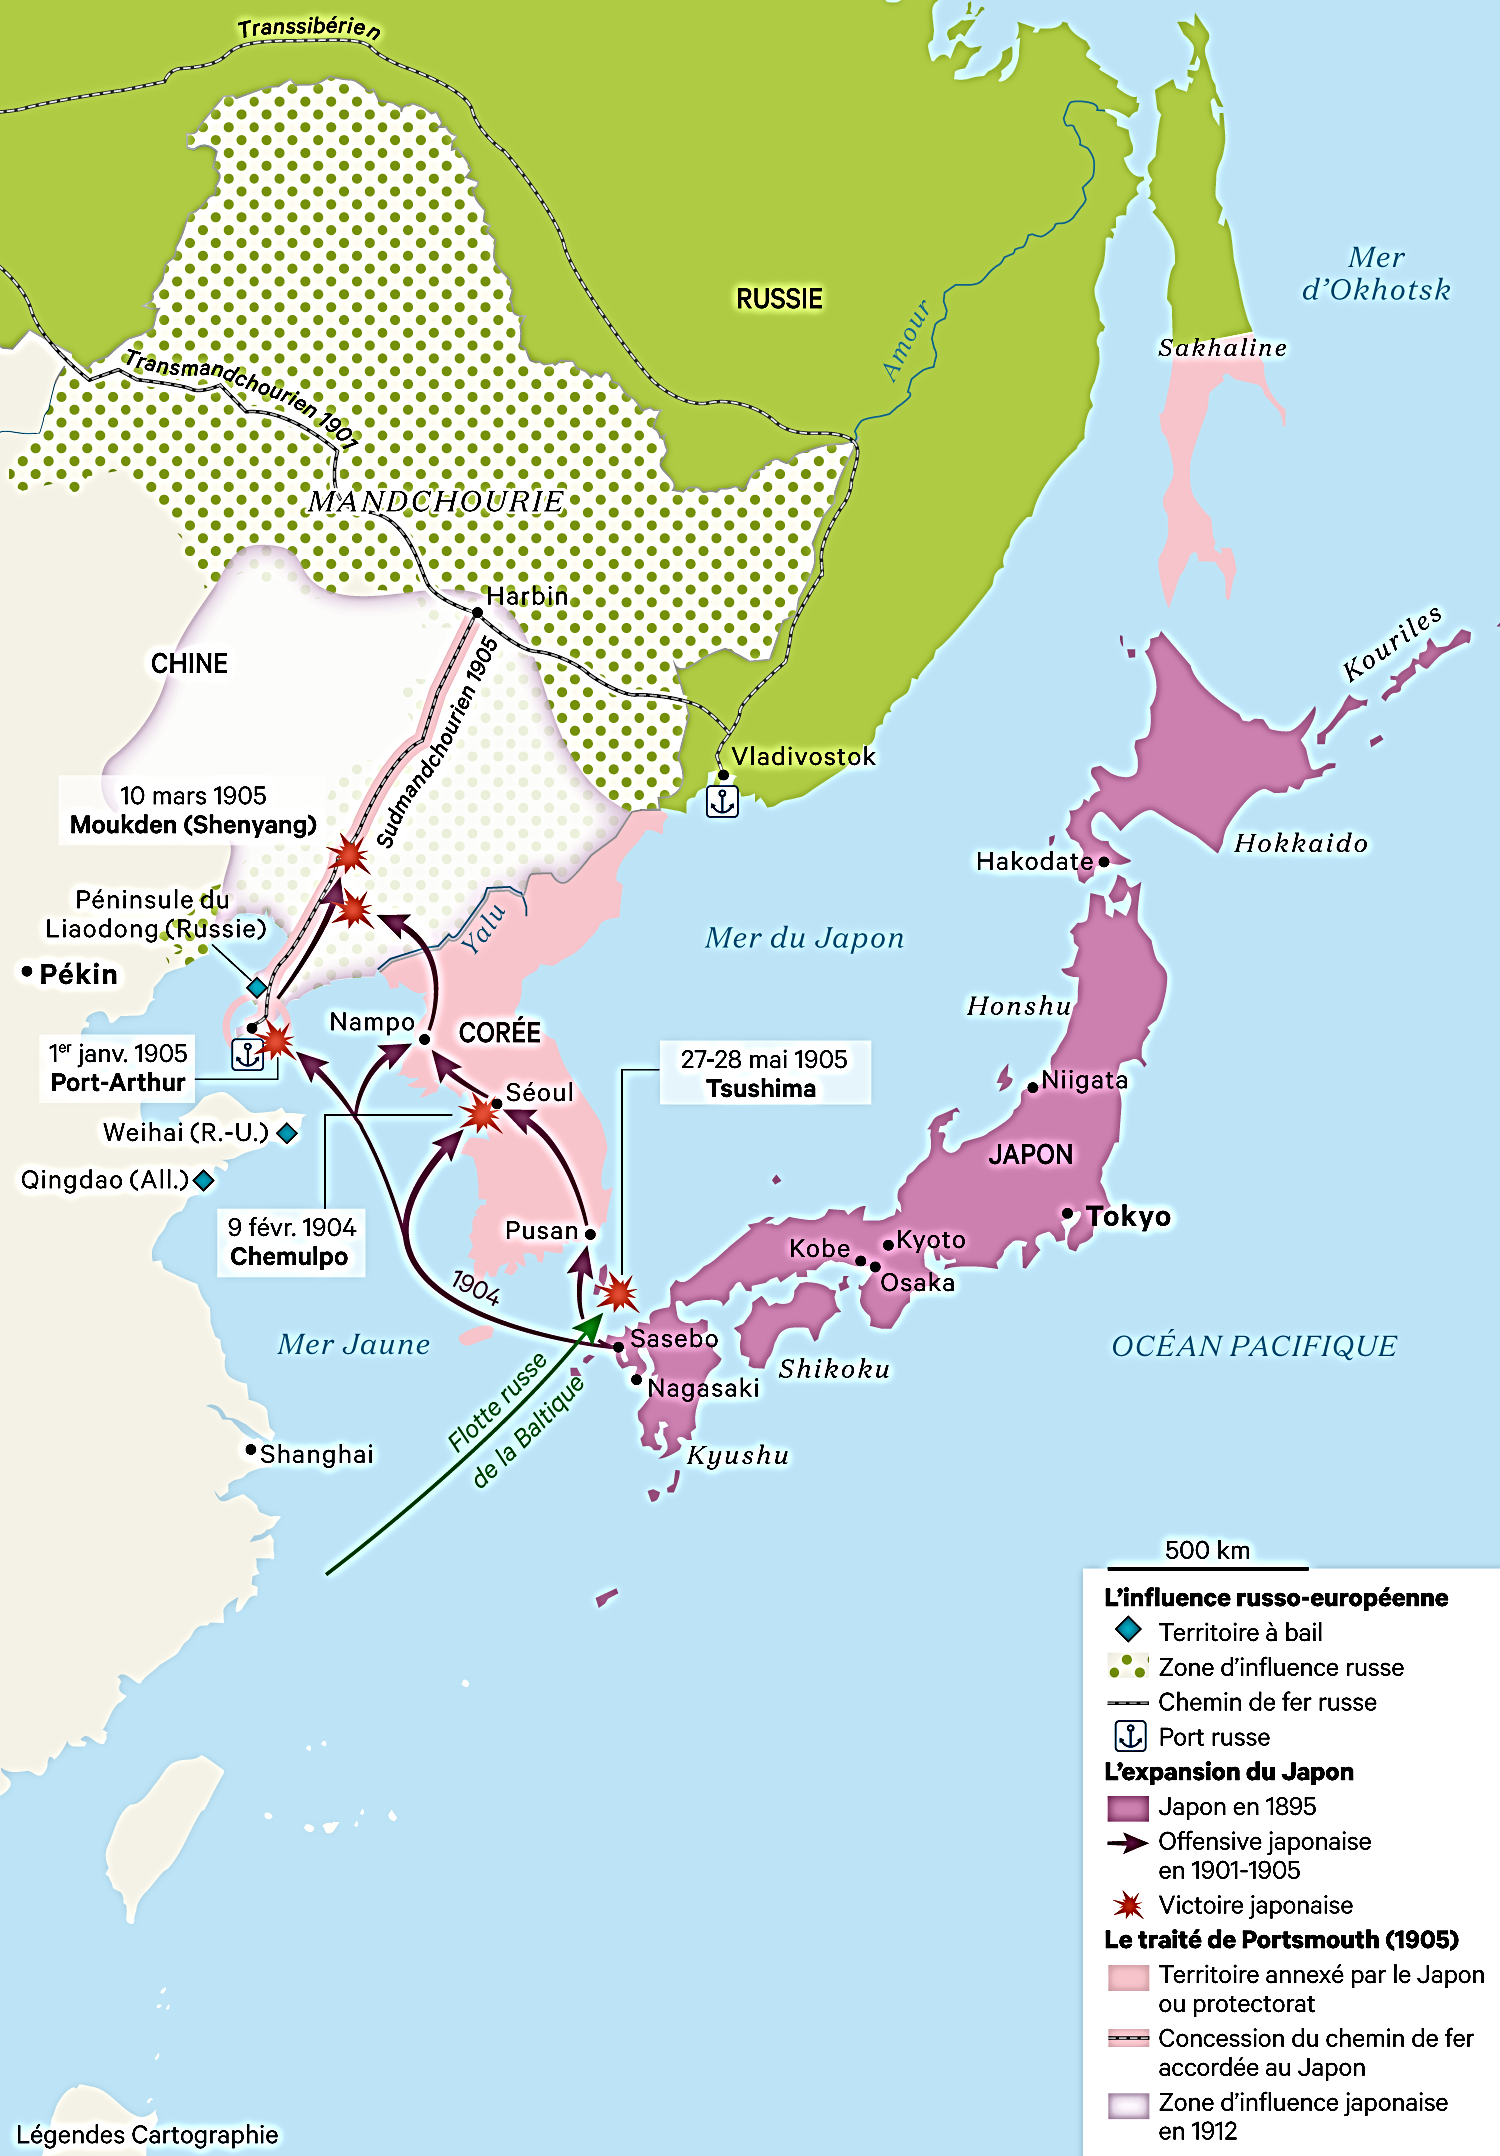 Transsibérien
Mer
d’Okhotsk
RUSSIE
Amour
Sakhaline
Transmandchourien 1901
MANDCHOURIE
Harbin
Kouriles
CHINE
Sudmandchourien 1905
Vladivostok
10 mars 1905
Moukden (Shenyang)
Hokkaido
Hakodate
Péninsule du
Liaodong (Russie)
Yalu
Mer du Japon
Pékin
Honshu
Nampo
CORÉE
1er janv. 1905
Port-Arthur
27-28 mai 1905
Tsushima
Niigata
Séoul
Weihai (R.-U.)
JAPON
Qingdao (All.)
Tokyo
9 févr. 1904
Chemulpo
Pusan
Kyoto
Kobe
Osaka
1904
Mer Jaune
Sasebo
OCÉAN PACIFIQUE
Shikoku
Nagasaki
Flotte russe
de la Baltique
Shanghai
Kyushu
500 km
L’influence russo-européenne
Territoire à bail
Zone d’influence russe
Chemin de fer russe
Port russe
L’expansion du Japon
Japon en 1895
Offensive japonaise
en 1901-1905
Victoire japonaise
Le traité de Portsmouth (1905)
Territoire annexé par le Japon
ou protectorat
Concession du chemin de fer
accordée au Japon
Zone d’influence japonaise
en 1912
Légendes Cartographie